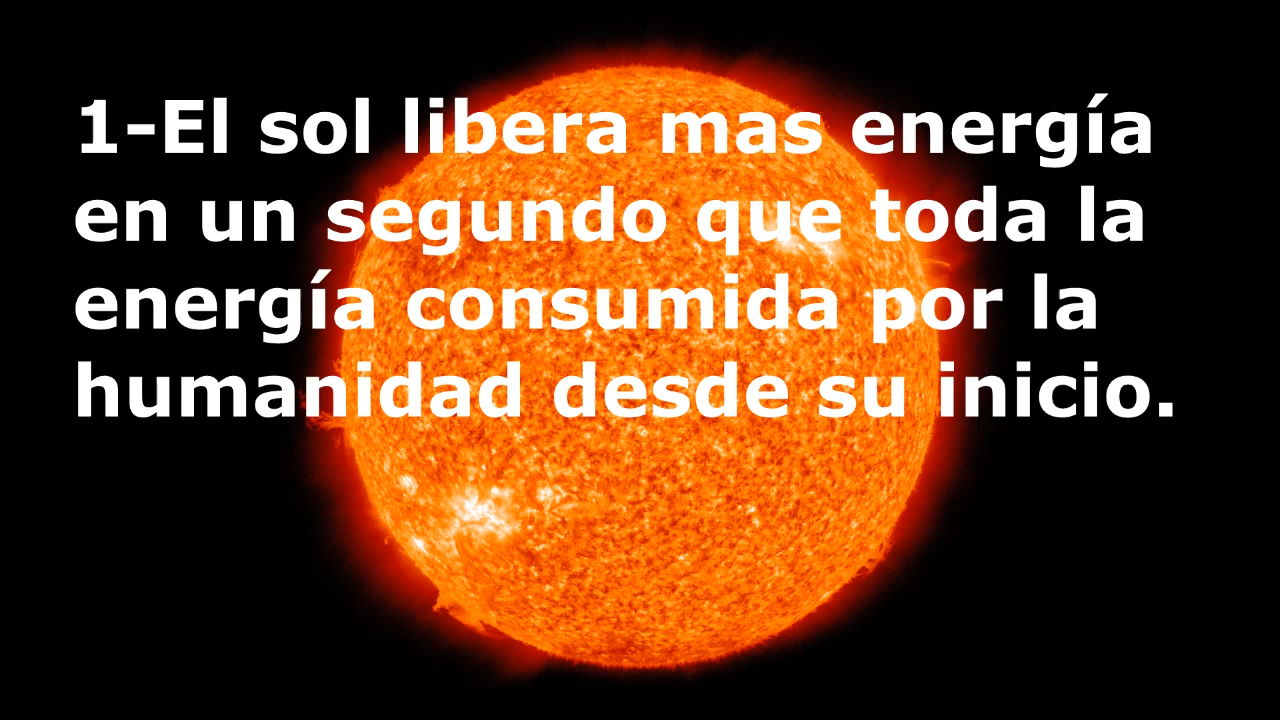 1-El sol libera mas energía
en un segundo que toda la
energía consumida por la
humanidad desde su inicio.